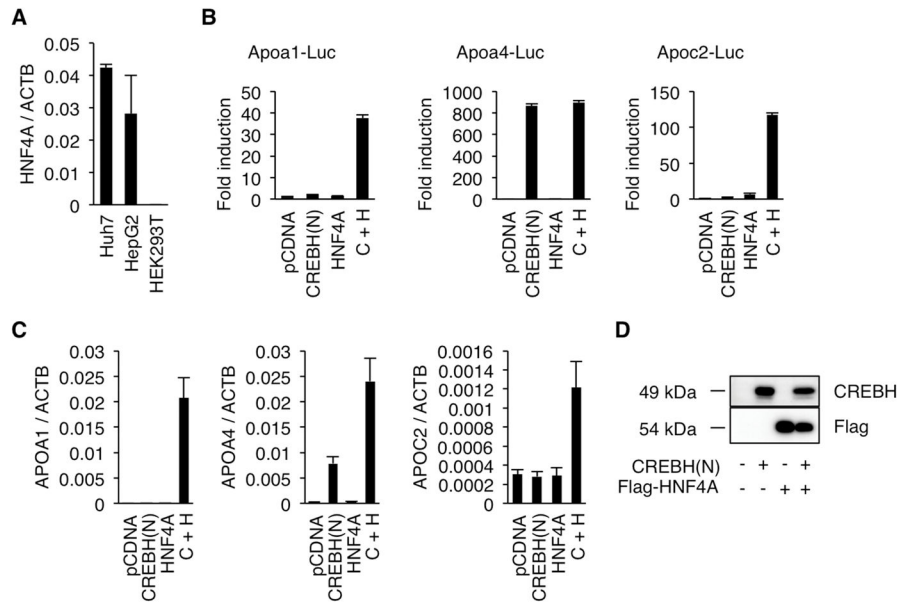 A
HNF4A / ACTB
0.05
0.04
0.03
0.02
0.01
0
Huh7
HepG2
HEK293T
B
Apoa1-Luc
Fold induction
50
40
30
20
10
0
pCDNA
CREBH(N)
HNF4A
C + H
Apoa4-Luc
Fold induction
1000
800
600
400
200
0
pCDNA
CREBH(N)
HNF4A
C + H
Apoc2-Luc
Fold induction
150
100
50
0
pCDNA
CREBH(N)
HNF4A
C + H
C
APOA1 / ACTB
0.03
0.025
0.02
0.015
0.01
0.005
0
pCDNA
CREBH(N)
HNF4A
C + H
APOA4 / ACTB
0.03
0.025
0.02
0.015
0.01
0.005
0
pCDNA
CREBH(N)
HNF4A
C + H
APOC2 / ACTB
0.0016
0.0014
0.0012
0.001
0.0008
0.0006
0.0004
0.0002
0
pCDNA
CREBH(N)
HNF4A
C + H
D
49 kDa CREBH
54 kDa Flag
CREBH(N) - + - +
Flag-HNF4A - - + +